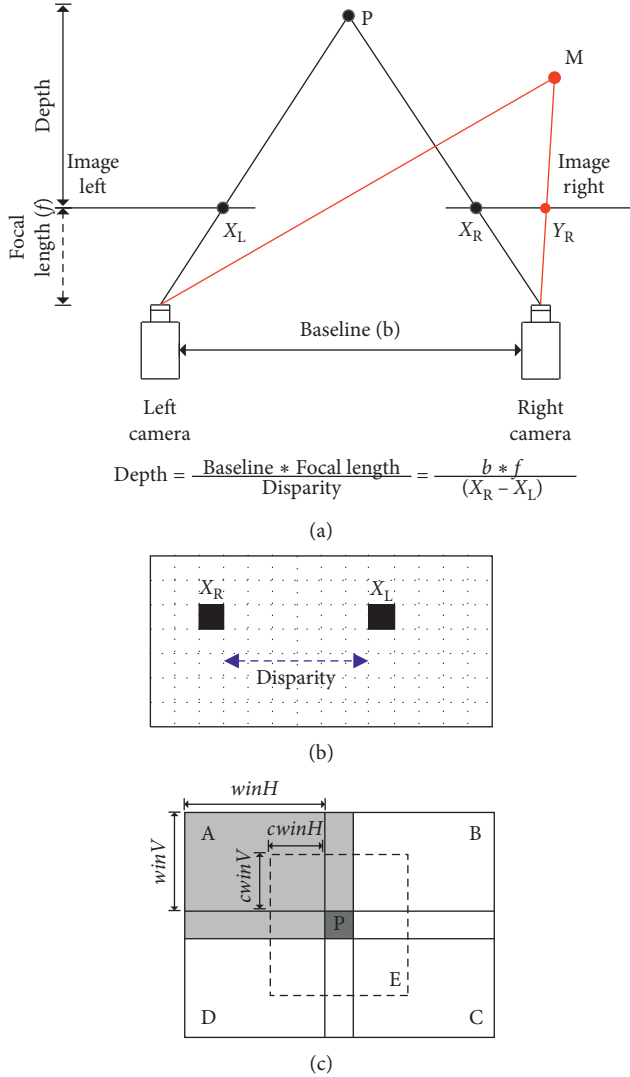 P
M
Depth
Image
left
Image
right
Focal
length (f)
X_L
X_R
Y_R
Baseline (b)
Left
camera
Right
camera
Depth = Baseline * Focal length / Disparity = b * f / (X_R – X_L)
(a)
X_R
X_L
Disparity
(b)
winH
winV
A
cwinH
B
cwinV
P
E
D
C
(c)